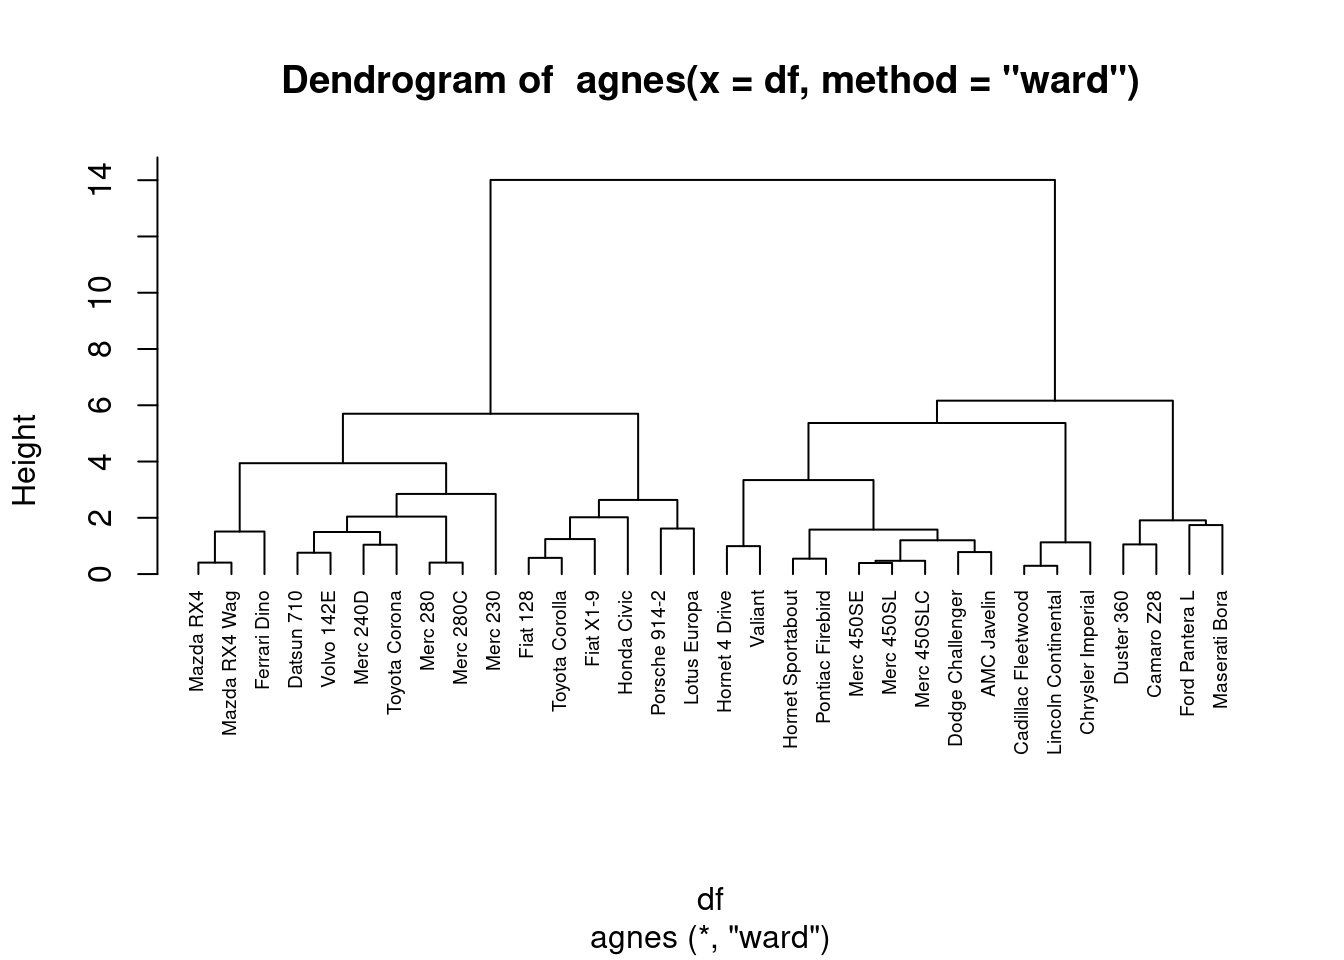 Dendrogram of  agnes(x = df, method = "ward")
Height
14
10
8
6
4
2
0
Mazda RX4
Mazda RX4 Wag
Ferrari Dino
Datsun 710
Volvo 142E
Merc 240D
Toyota Corona
Merc 280
Merc 280C
Merc 230
Fiat 128
Toyota Corolla
Fiat X1-9
Honda Civic
Porsche 914-2
Lotus Europa
Hornet 4 Drive
Valiant
Hornet Sportabout
Pontiac Firebird
Merc 450SE
Merc 450SL
Merc 450SLC
Dodge Challenger
AMC Javelin
Cadillac Fleetwood
Lincoln Continental
Chrysler Imperial
Duster 360
Camaro Z28
Ford Pantera L
Maserati Bora
df
agnes (*, "ward")